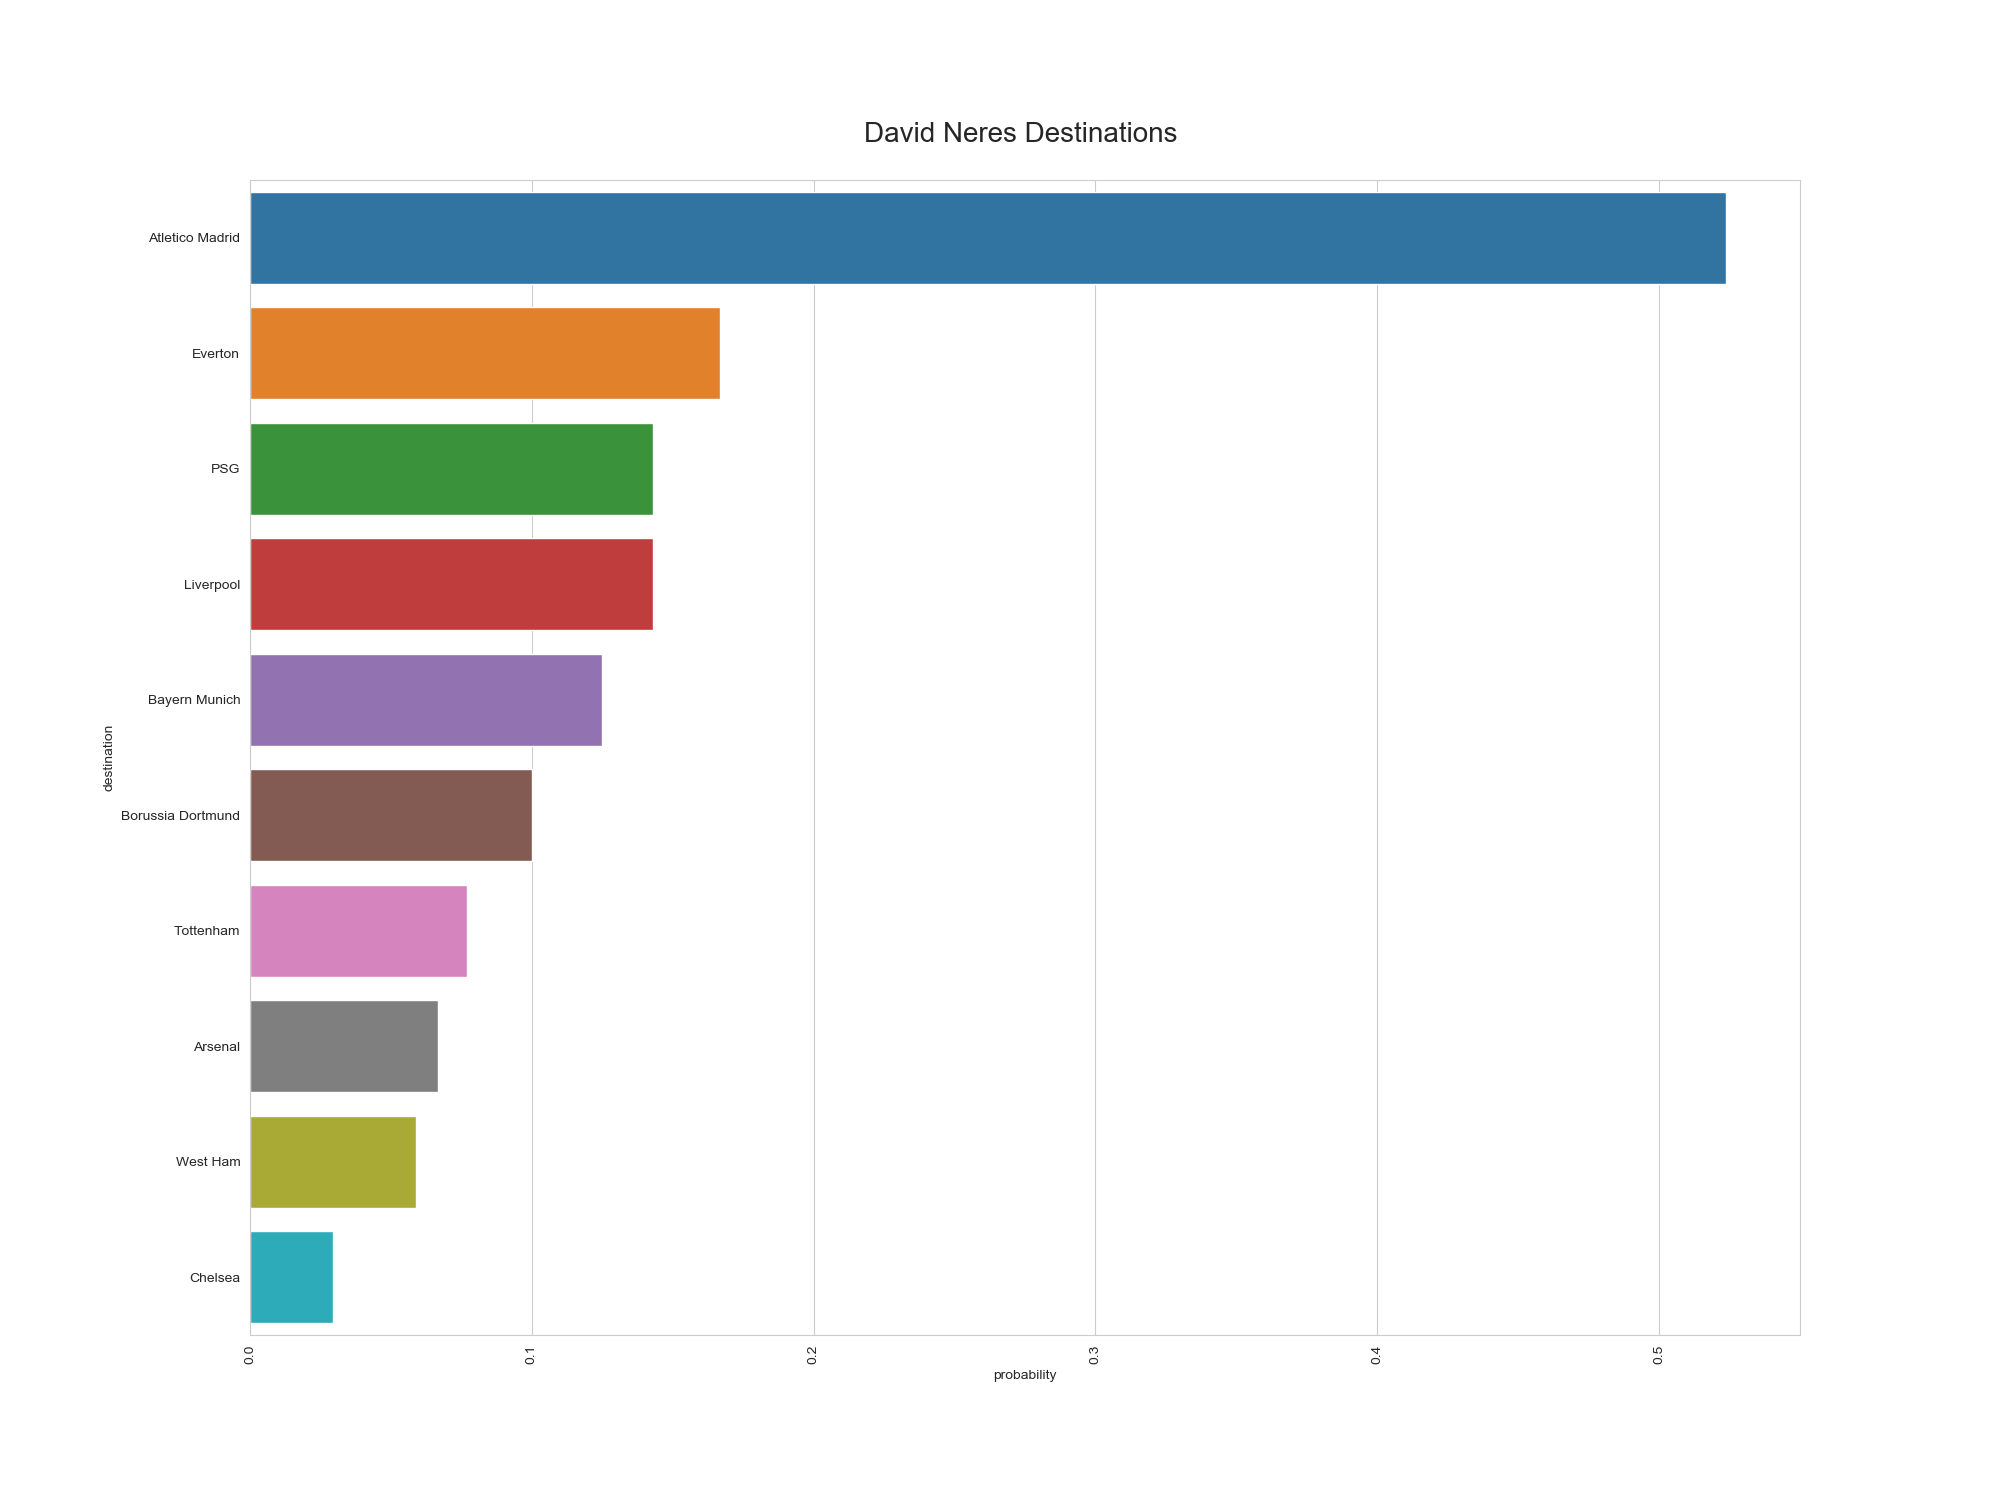 David Neres Destinations
Atletico Madrid
Everton
PSG
Liverpool
Bayern Munich
destination
Borussia Dortmund
Tottenham
Arsenal
West Ham
Chelsea
0.0 0.1 0.2 0.3 0.4 0.5
probability